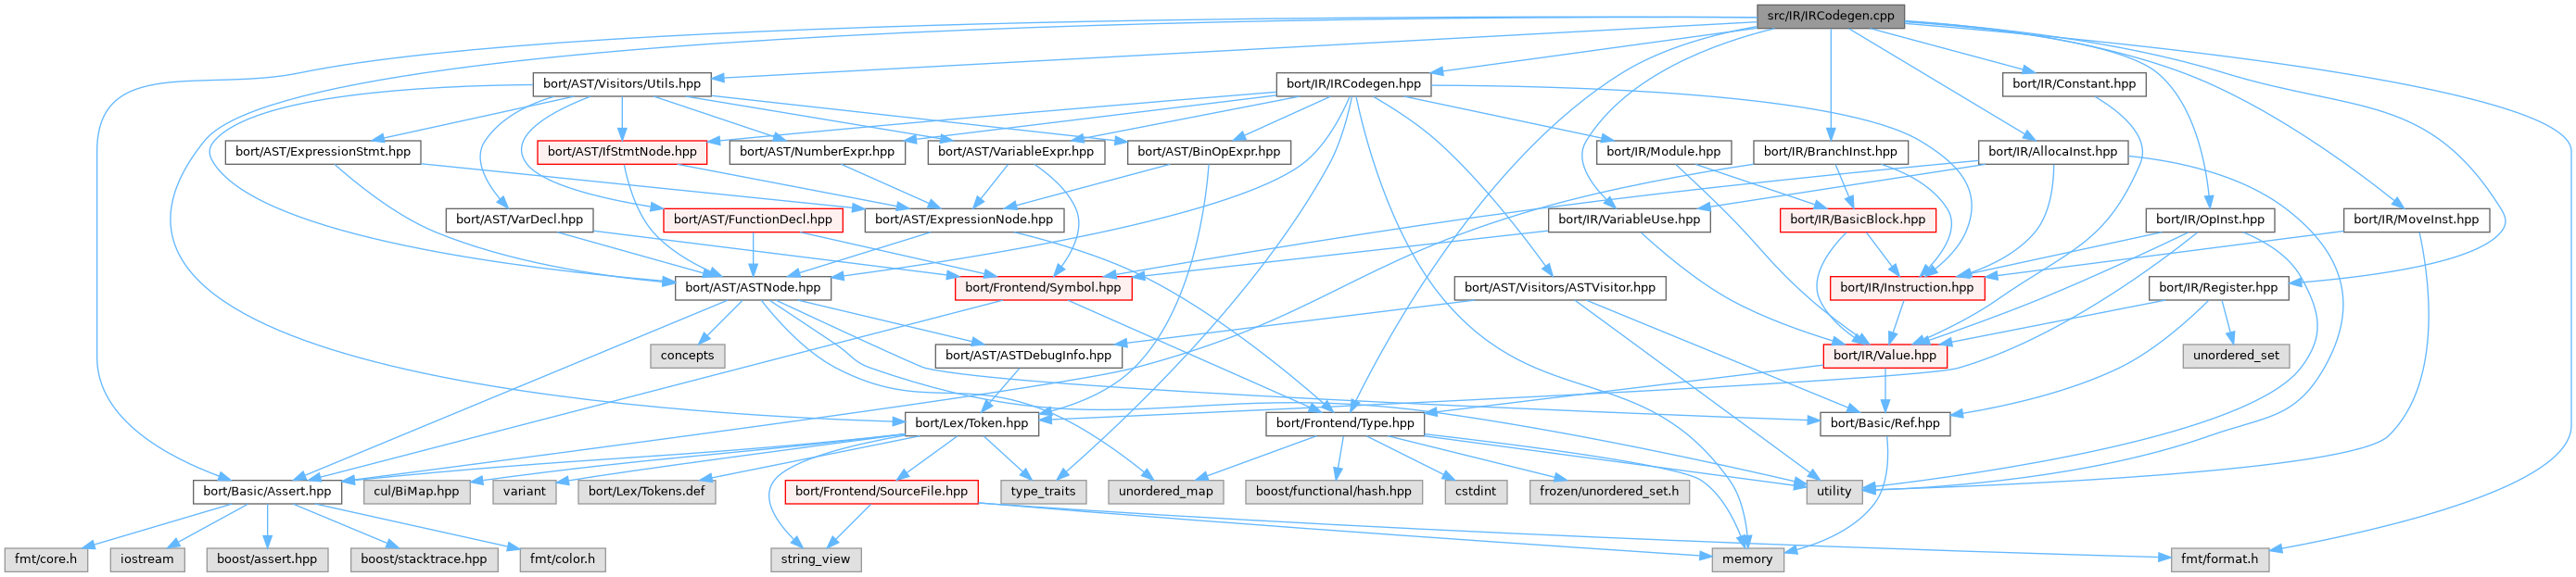 src/IR/IRCodegen.cpp
bort/AST/Visitors/Utils.hpp
bort/IR/IRCodegen.hpp
bort/IR/Constant.hpp
bort/AST/ExpressionStmt.hpp
bort/AST/IfStmtNode.hpp
bort/AST/NumberExpr.hpp
bort/AST/VariableExpr.hpp
bort/AST/BinOpExpr.hpp
bort/IR/Module.hpp
bort/IR/BranchInst.hpp
bort/IR/AllocaInst.hpp
bort/AST/VarDecl.hpp
bort/AST/FunctionDecl.hpp
bort/AST/ExpressionNode.hpp
bort/IR/VariableUse.hpp
bort/IR/BasicBlock.hpp
bort/IR/OpInst.hpp
bort/IR/MoveInst.hpp
bort/AST/ASTNode.hpp
bort/Frontend/Symbol.hpp
bort/AST/Visitors/ASTVisitor.hpp
bort/IR/Instruction.hpp
bort/IR/Register.hpp
concepts
bort/AST/ASTDebugInfo.hpp
bort/IR/Value.hpp
unordered_set
bort/Lex/Token.hpp
bort/Frontend/Type.hpp
bort/Basic/Ref.hpp
bort/Basic/Assert.hpp
cul/BiMap.hpp
variant
bort/Lex/Tokens.def
bort/Frontend/SourceFile.hpp
type_traits
unordered_map
boost/functional/hash.hpp
cstdint
frozen/unordered_set.h
utility
fmt/core.h
iostream
boost/assert.hpp
boost/stacktrace.hpp
fmt/color.h
string_view
memory
fmt/format.h